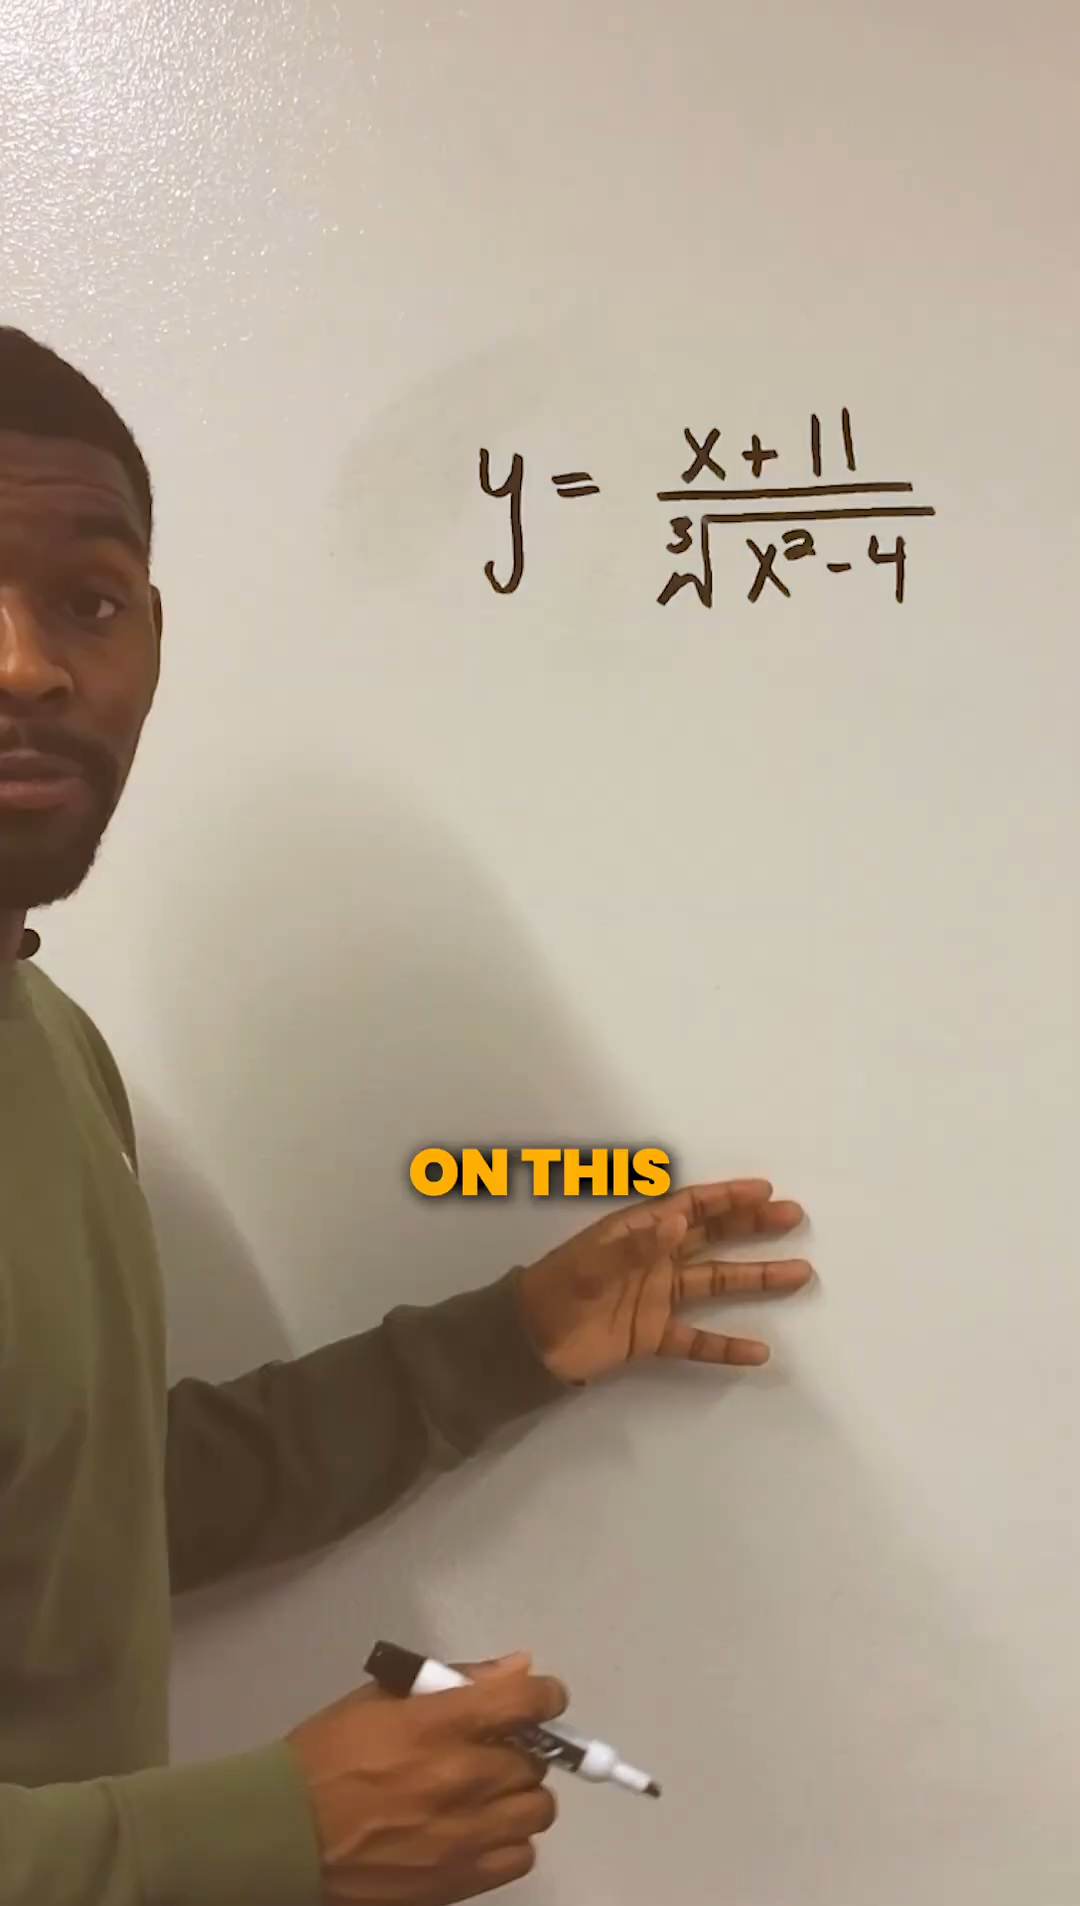 y = x + 11
∛x² - 4
ON THIS